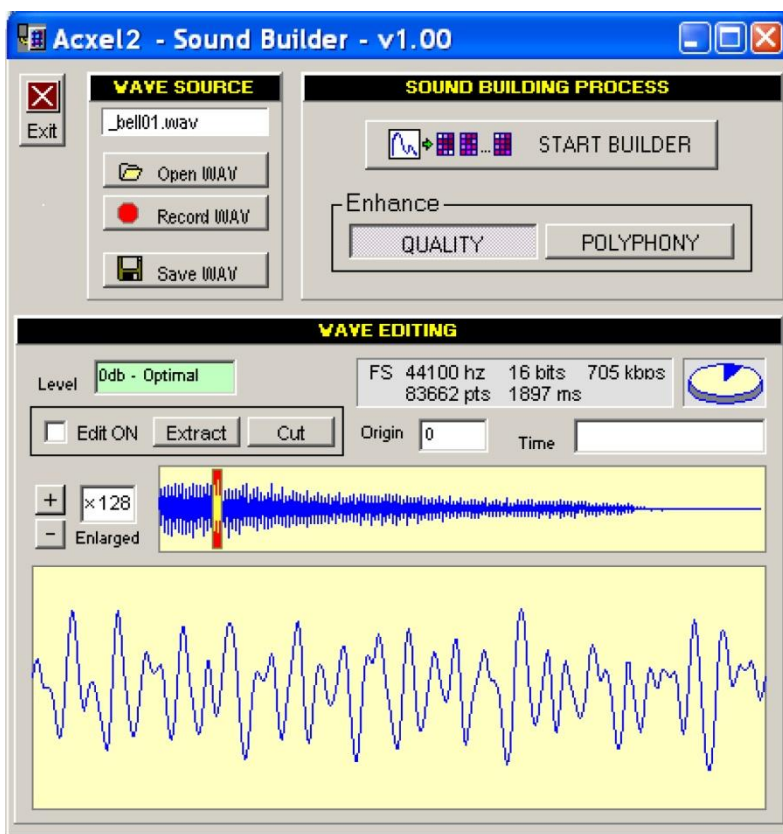 Acxel2 - Sound Builder - v1.00
Exit
WAVE SOURCE
_bell01.wav
Open WAV
Record WAV
Save WAV
SOUND BUILDING PROCESS
START BUILDER
Enhance
QUALITY
POLYPHONY
WAVE EDITING
Level
0db - Optimal
FS 44100 hz 16 bits 705 kbps
83662 pts 1897 ms
Edit ON
Extract
Cut
Origin
0
Time
+
×128
-
Enlarged